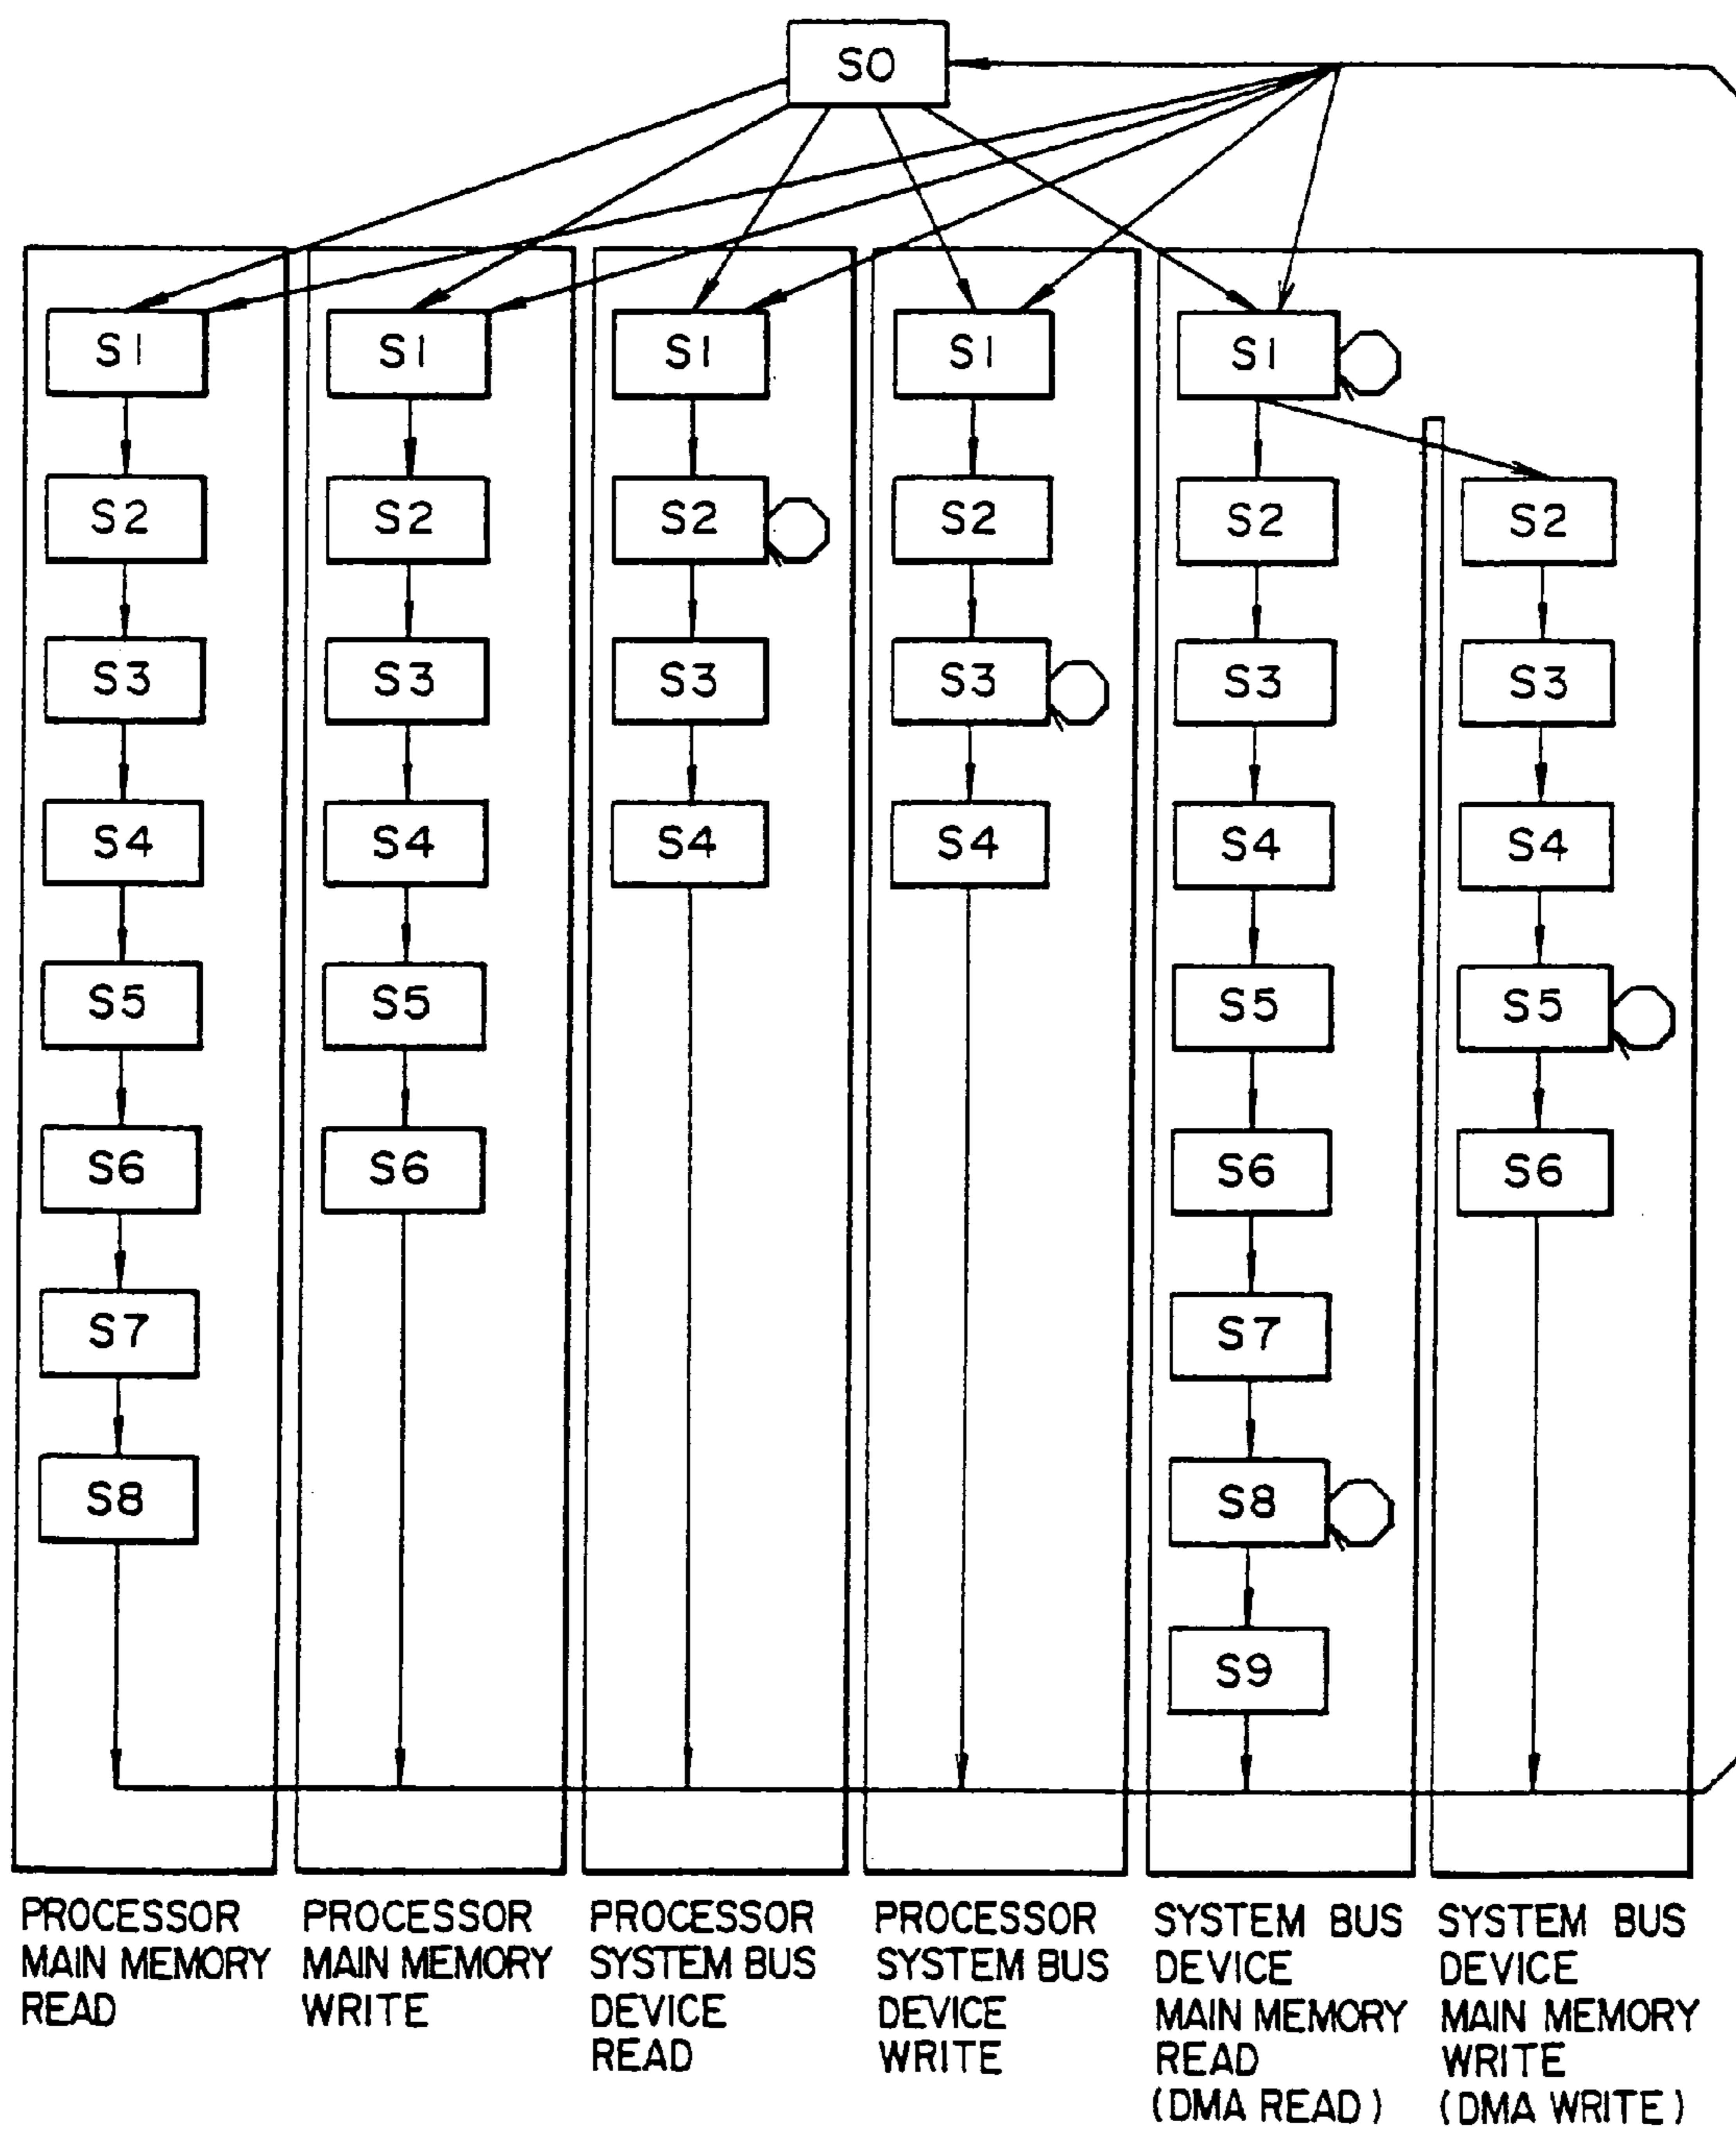 S0
S1 S1 S1 S1 S1
S2 S2 S2 S2 S2 S2
S3 S3 S3 S3 S3 S3
S4 S4 S4 S4 S4 S4
S5 S5 S5 S5
S6 S6 S6 S6
S7 S7
S8 S8
S9
PROCESSOR
MAIN MEMORY
READ
PROCESSOR
MAIN MEMORY
WRITE
PROCESSOR
SYSTEM BUS
DEVICE
READ
PROCESSOR
SYSTEM BUS
DEVICE
WRITE
SYSTEM BUS
DEVICE
MAIN MEMORY
READ
(DMA READ)
SYSTEM BUS
DEVICE
MAIN MEMORY
WRITE
(DMA WRITE)